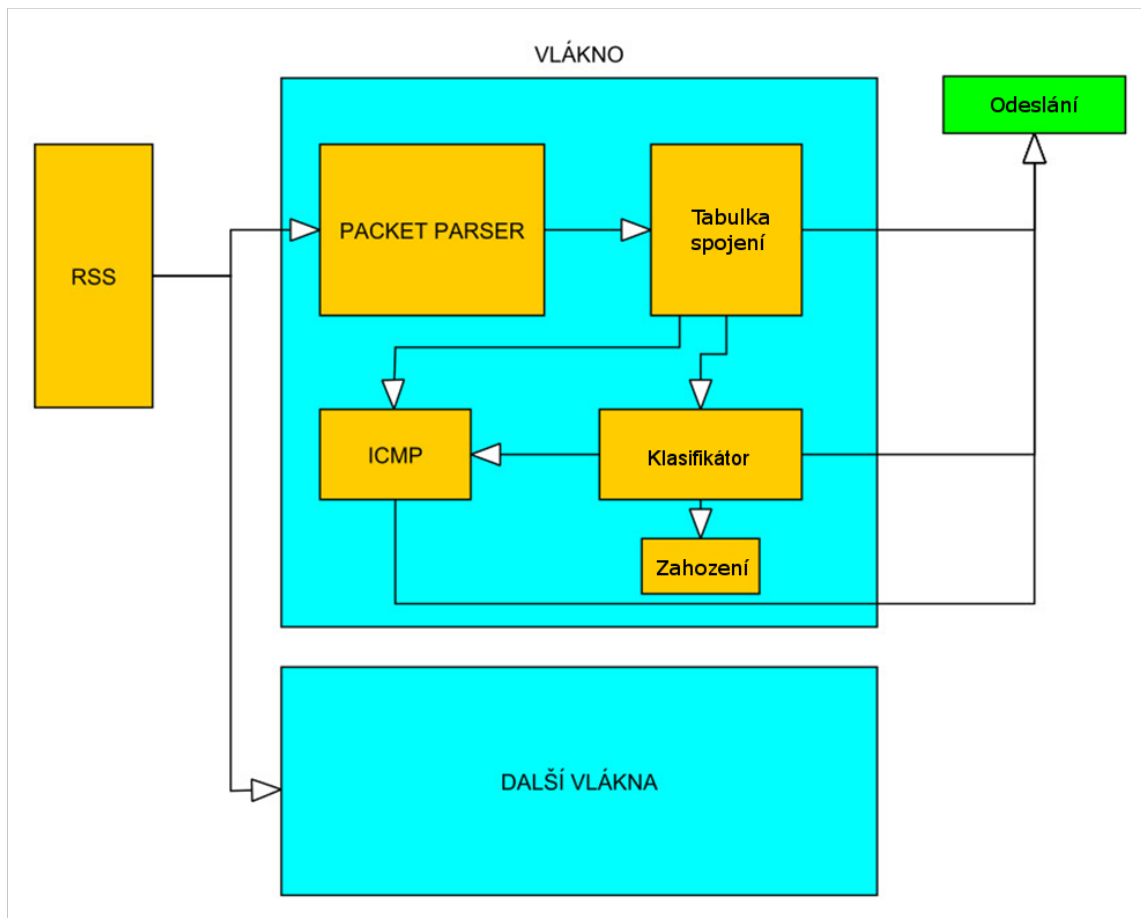 VLÁKNO
Odeslání
RSS
PACKET PARSER
Tabulka
spojení
ICMP
Klasifikátor
Zahození
DALŠÍ VLÁKNA